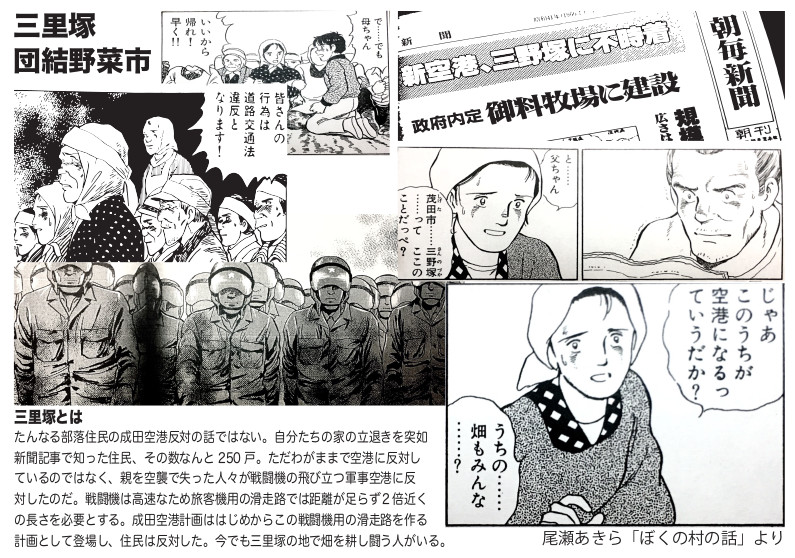 三里塚
団結野菜市
で……でも
母ちゃん
いいから
帰れ!
早く!!
皆さんの
行為は
道路交通法
違反と
なります!
新聞
朝毎新聞
朝刊
新空港、三野塚に不時着
政府内定 御料牧場に建設
規模
広さは
と……
父ちゃん
茂田市……三野塚
……って ここの
ことだっぺ?
じゃあ
このうちが
空港になるっ
ていうだか?
うちの……
畑もみんな
……?
三里塚とは
たんなる部落住民の成田空港反対の話ではない。自分たちの家の立退きを突如
新聞記事で知った住民、その数なんと 250 戸。ただわがままで空港に反対し
ているのではなく、親を空襲で失った人々が戦闘機の飛び立つ軍事空港に反
対したのだ。戦闘機は高速なため旅客機用の滑走路では距離が足らず２倍近く
の長さを必要とする。成田空港計画ははじめからこの戦闘機用の滑走路を作る
計画として登場し、住民は反対した。今でも三里塚の地で畑を耕し闘う人がいる。
尾瀬あきら「ぼくの村の話」より